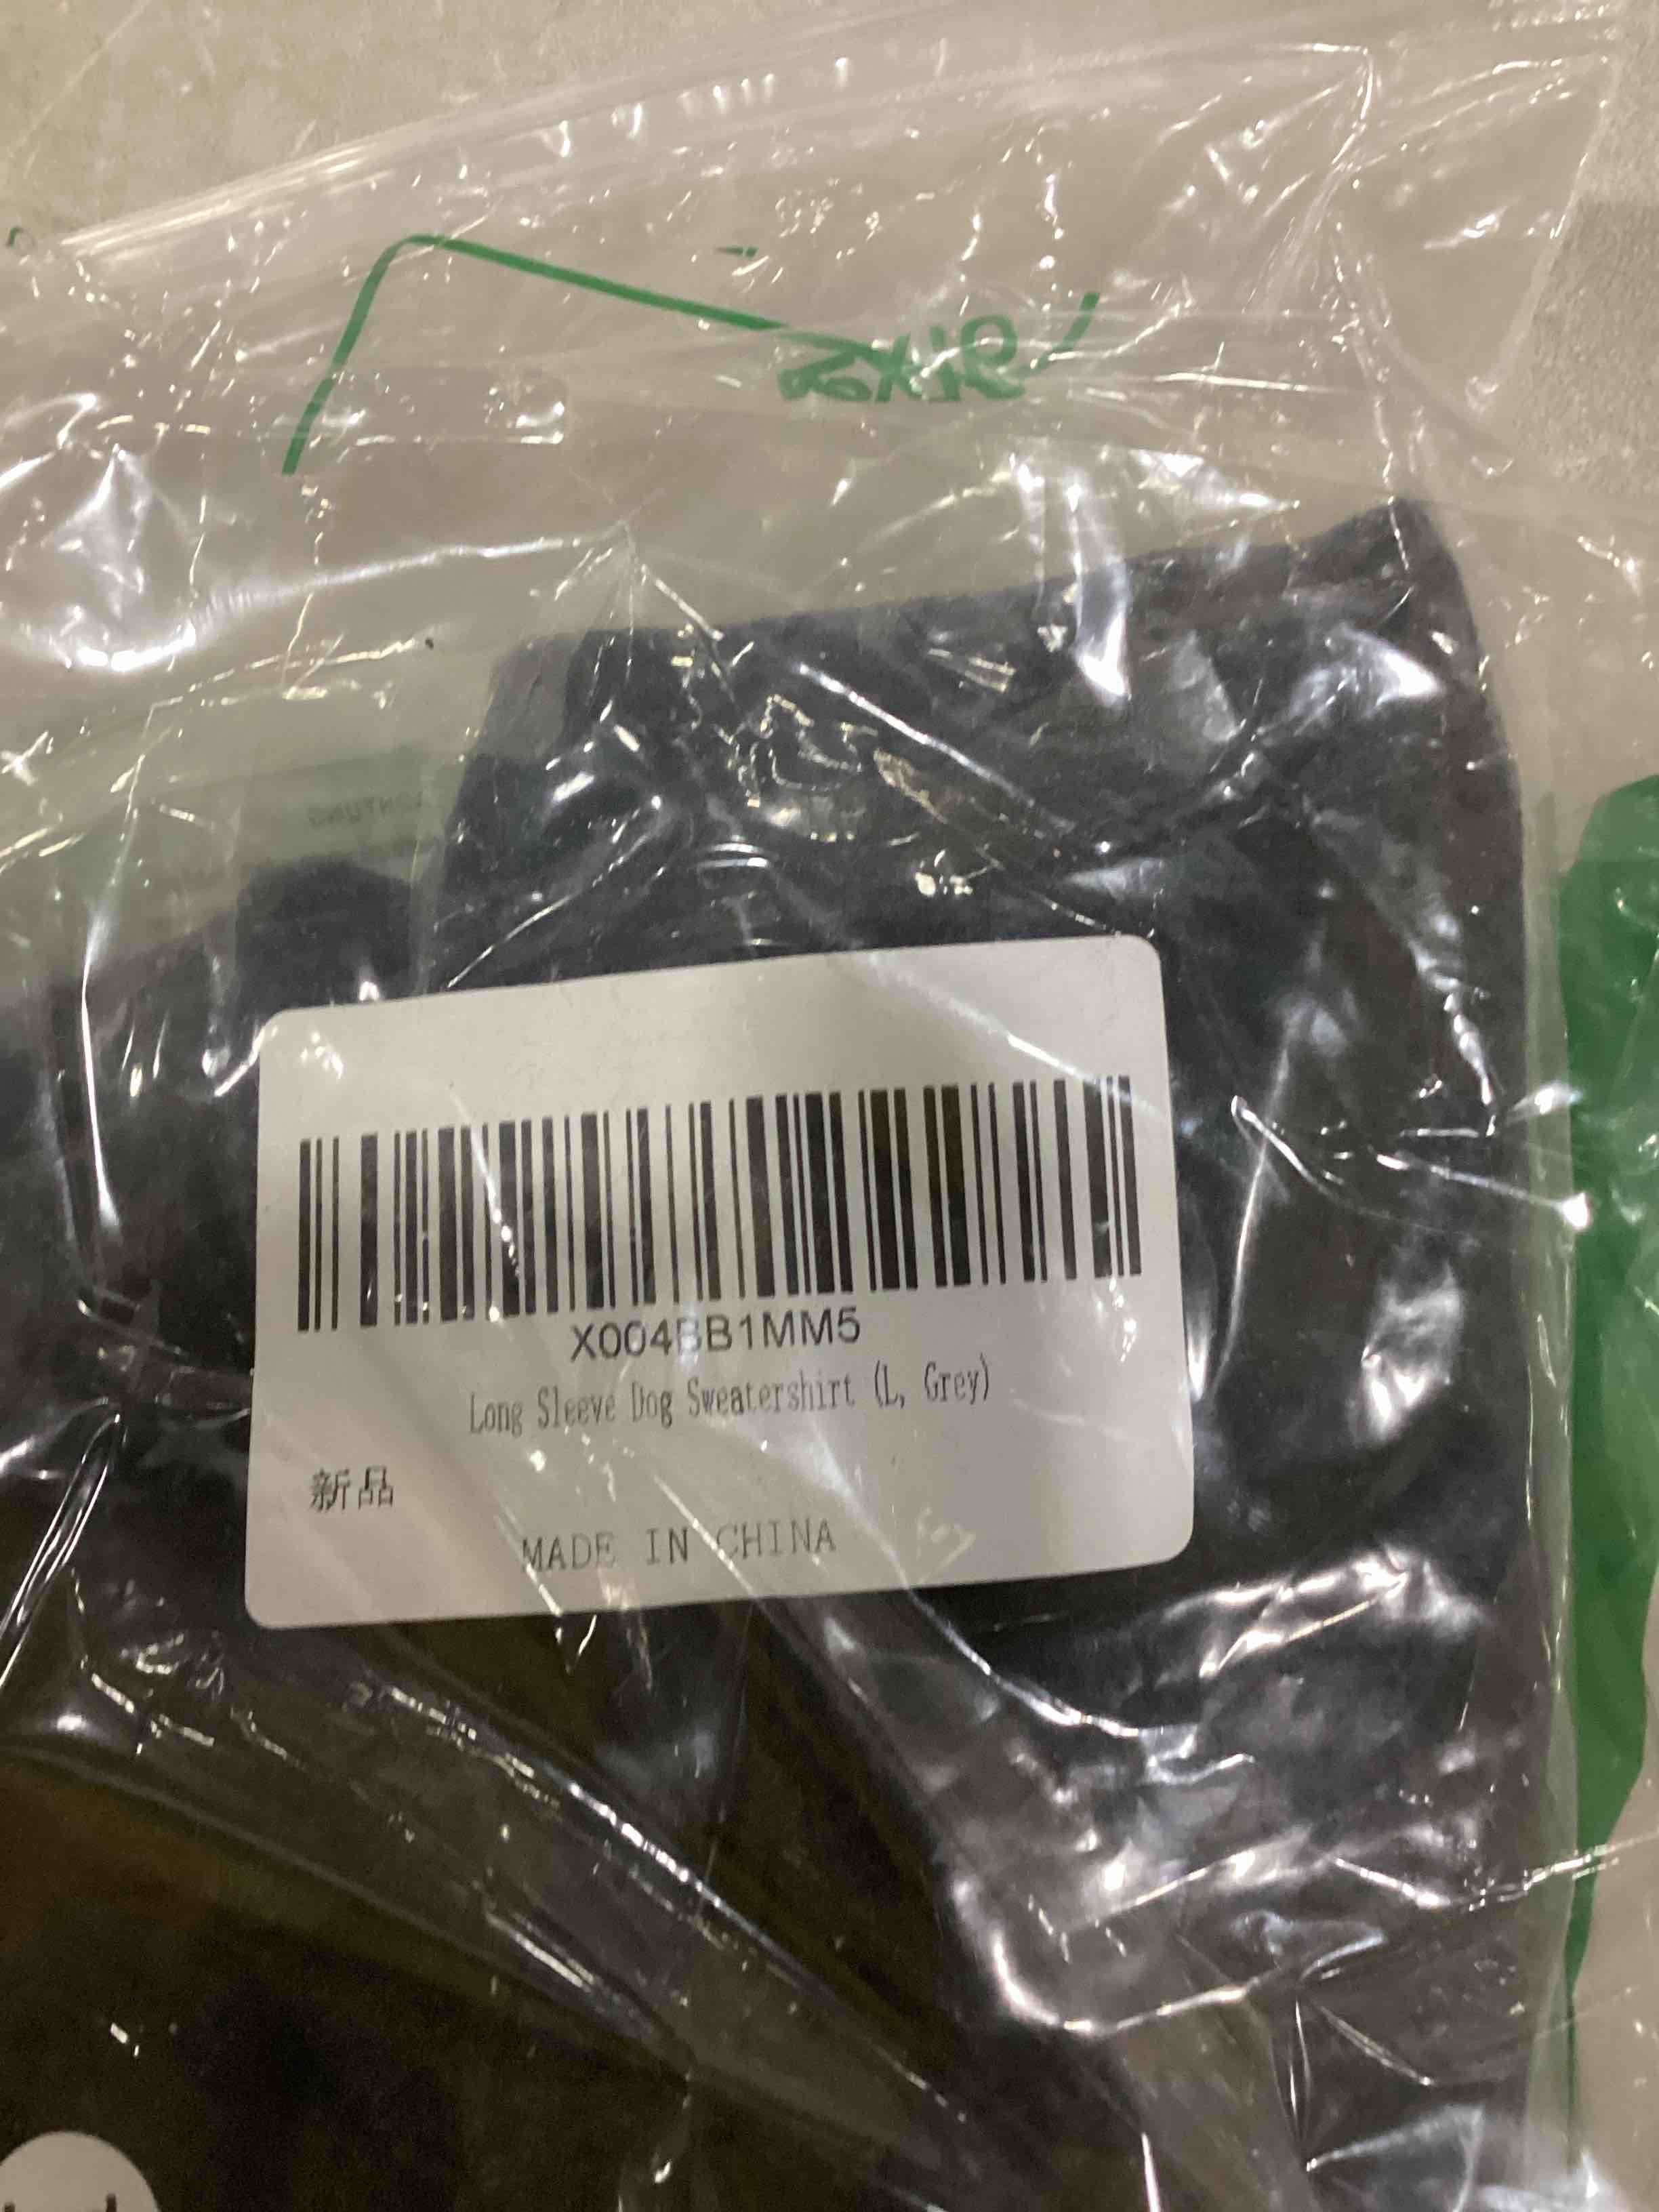 X004BB1MM5
Long Sleeve Dog Sweatershirt (L, Grey)
新品
MADE IN CHINA